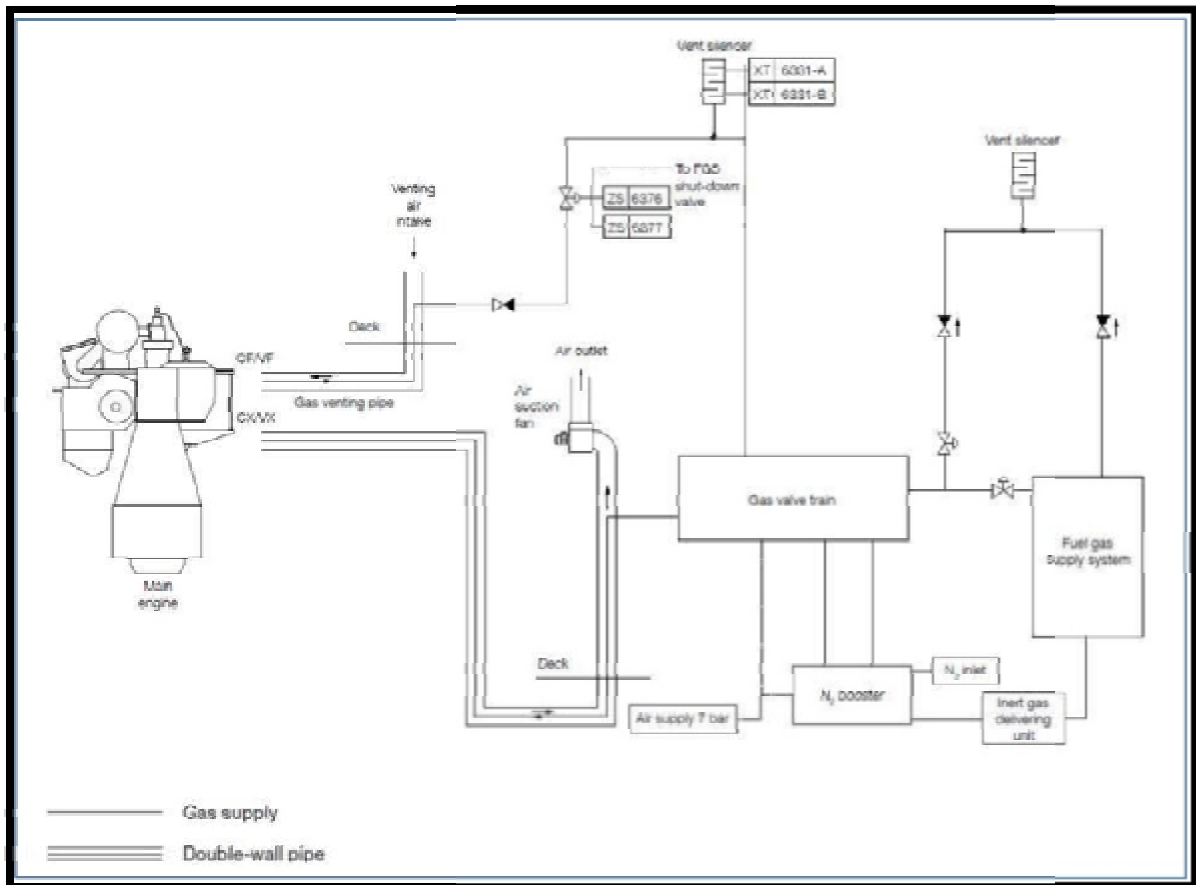 Vent silencer
XT 6331-A
XT 6331-B
Vent silencer
To FGS
shut-down
valve
ZS 6376
ZS 6377
Venting
air
intake
Deck
Air outlet
Gas venting pipe
Air
suction
fan
Gas valve train
Fuel gas
supply system
Main
engine
Deck
N₂ inlet
N₂ booster
Air supply 7 bar
Inert gas
delivering
unit
Gas supply
Double-wall pipe